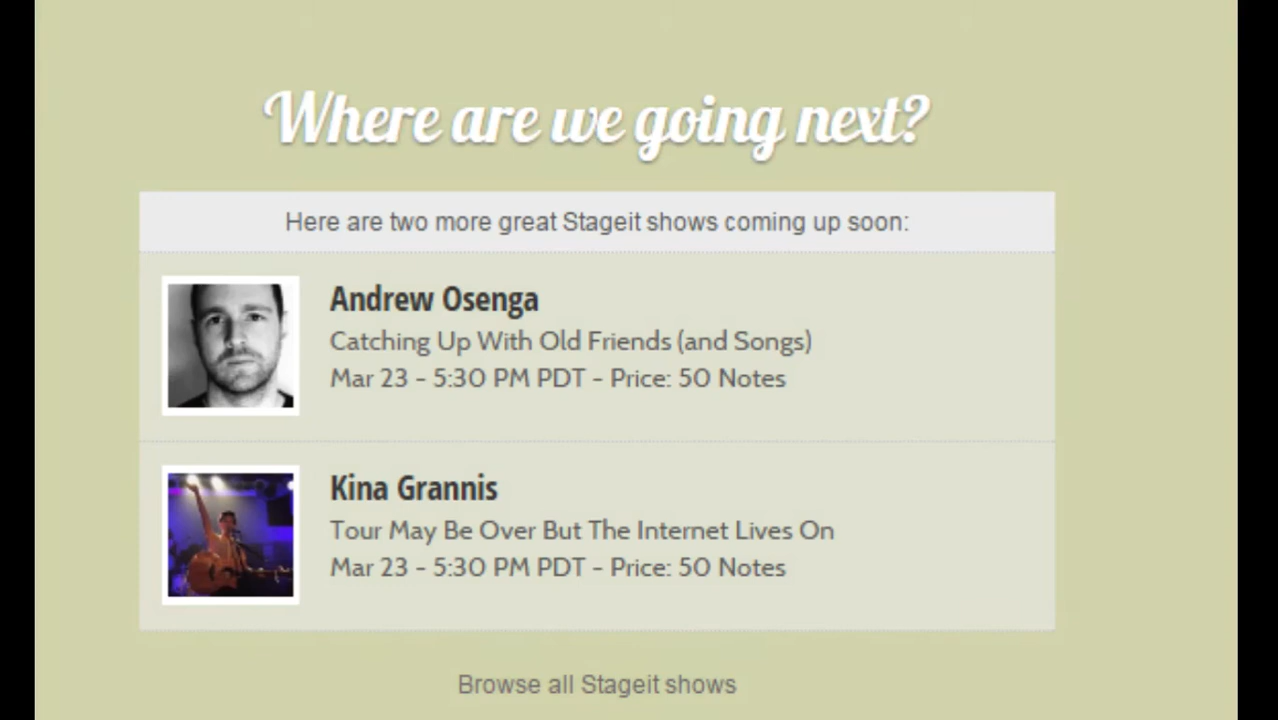 Where are we going next?
Here are two more great Stageit shows coming up soon:
Andrew Osenga
Catching Up With Old Friends (and Songs)
Mar 23 - 5:30 PM PDT - Price: 50 Notes
Kina Grannis
Tour May Be Over But The Internet Lives On
Mar 23 - 5:30 PM PDT - Price: 50 Notes
Browse all Stageit shows